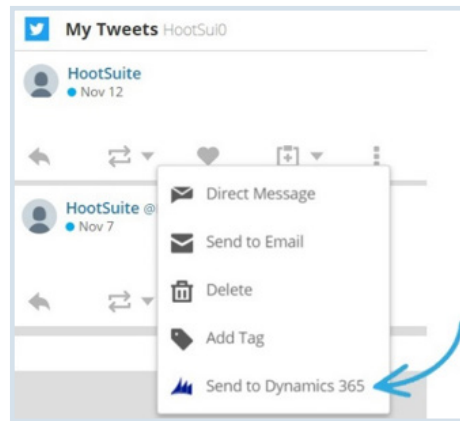 My Tweets HootSul0
HootSuite
Nov 12
Direct Message
HootSuite @
Nov 7
Send to Email
Delete
Add Tag
Send to Dynamics 365